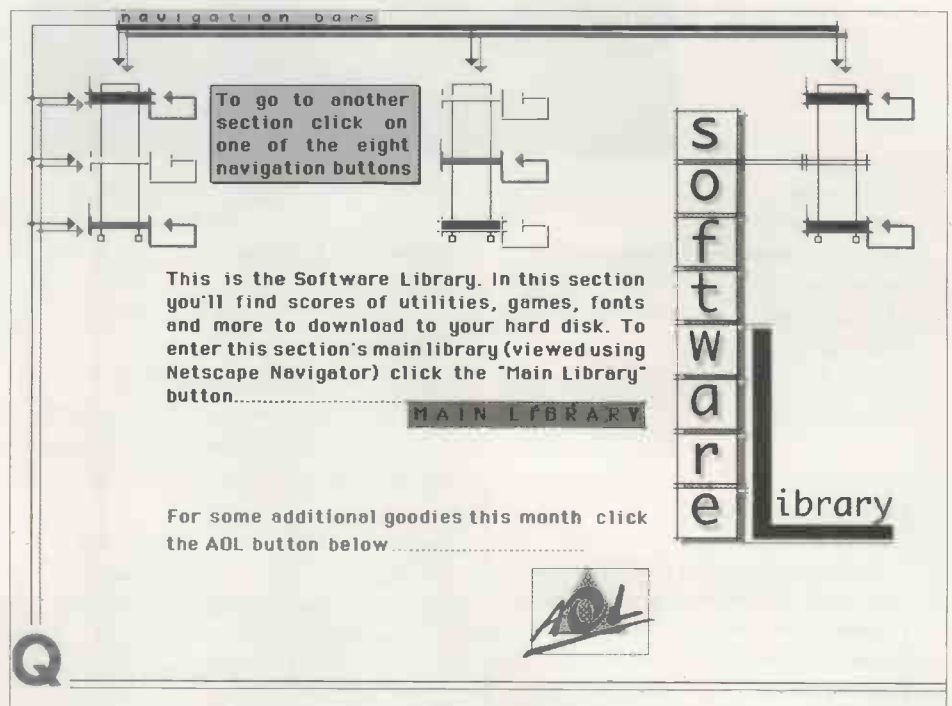 navigation bars
To go to another
section click on
one of the eight
navigation buttons
This is the Software Library. In this section
you'll find scores of utilities, games, fonts
and more to download to your hard disk. To
enter this section's main library (viewed using
Netscape Navigator) click the "Main Library"
button
MAIN LIBRARY
For some additional goodies this month click
the AOL button below
AOL
software
Library
Q